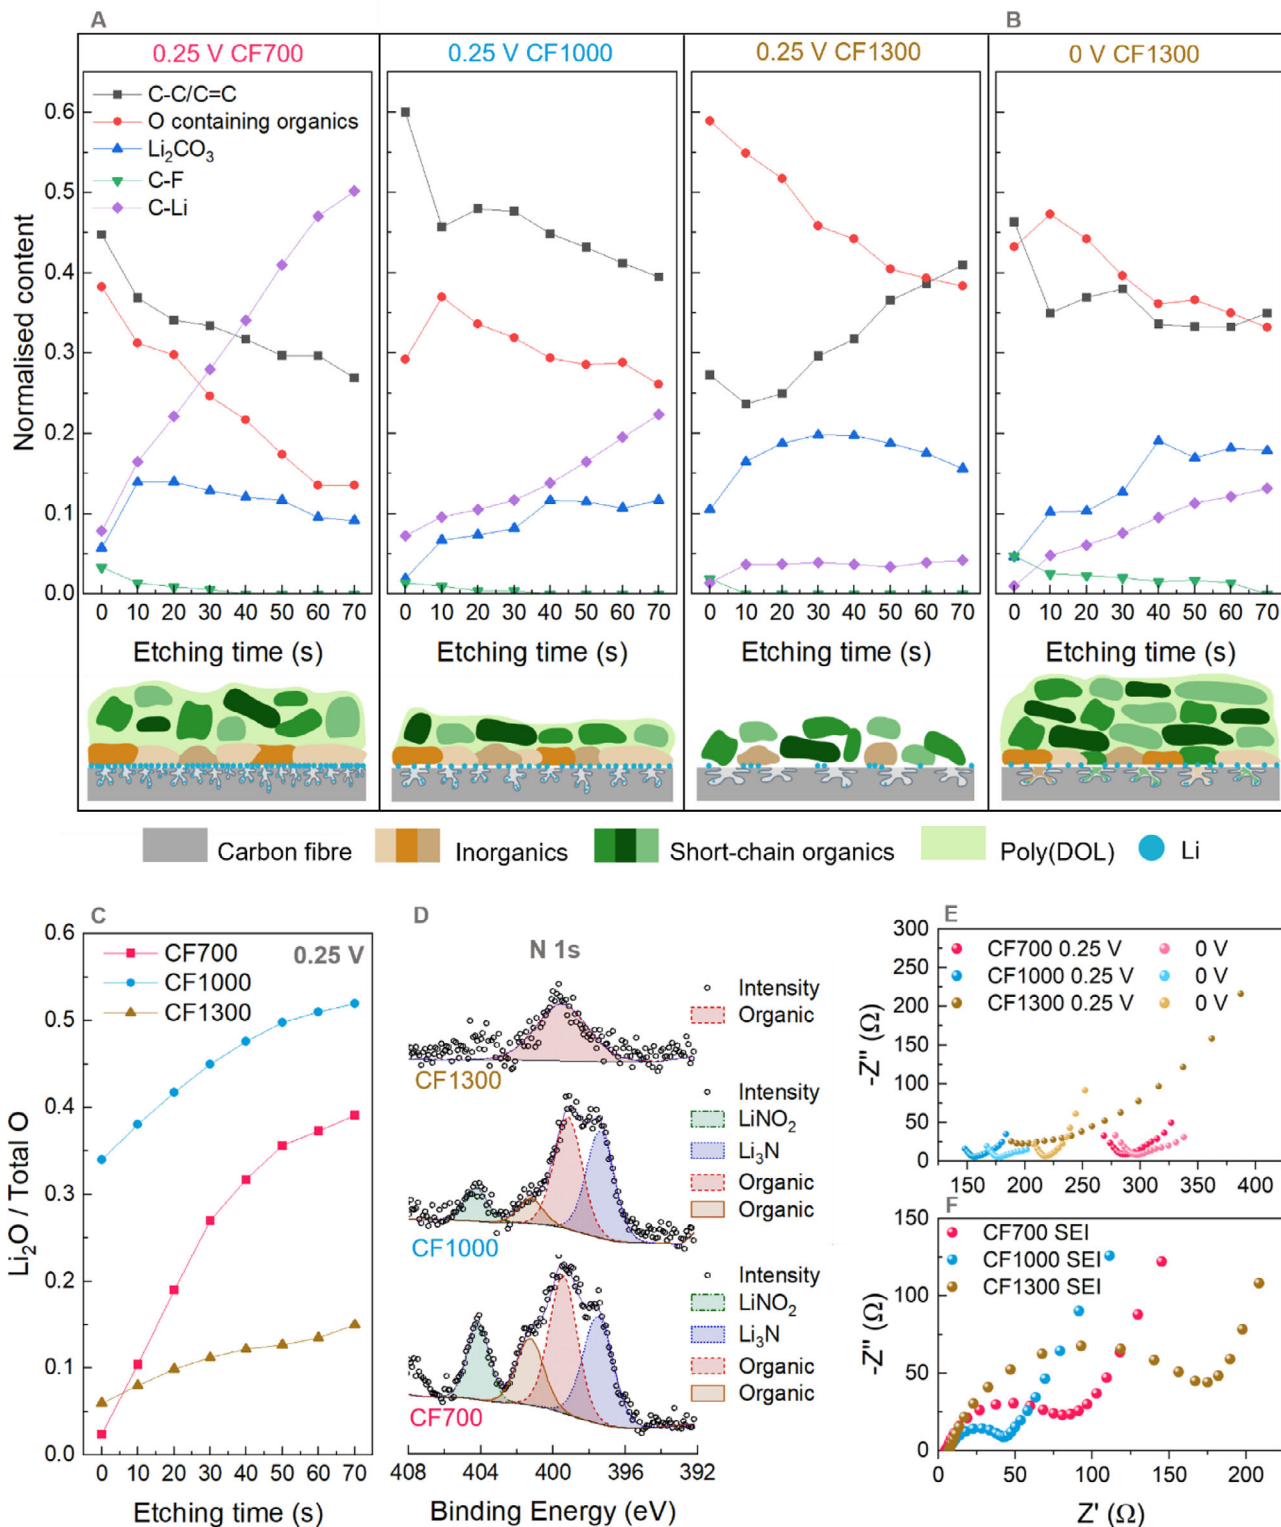 A
B
0.25 V CF700
0.25 V CF1000
0.25 V CF1300
0 V CF1300
Normalised content
0.6
0.5
0.4
0.3
0.2
0.1
0.0
C-C/C=C
O containing organics
Li₂CO₃
C-F
C-Li
0 10 20 30 40 50 60 70
0 10 20 30 40 50 60 70
0 10 20 30 40 50 60 70
0 10 20 30 40 50 60 70
Etching time (s)
Etching time (s)
Etching time (s)
Etching time (s)
Carbon fibre
Inorganics
Short-chain organics
Poly(DOL)
Li
C
Li₂O / Total O
0.6
0.5
0.4
0.3
0.2
0.1
0.0
CF700
CF1000
CF1300
0.25 V
0 10 20 30 40 50 60 70
Etching time (s)
D
N 1s
Intensity
Organic
CF1300
Intensity
LiNO₂
Li₃N
Organic
Organic
CF1000
Intensity
LiNO₂
Li₃N
Organic
Organic
CF700
408 404 400 396 392
Binding Energy (eV)
E
-Z'' (Ω)
300
250
200
150
100
50
0
CF700 0.25 V 0 V
CF1000 0.25 V 0 V
CF1300 0.25 V 0 V
150 200 250 300 350 400
F
-Z'' (Ω)
150
100
50
0
CF700 SEI
CF1000 SEI
CF1300 SEI
0 50 100 150 200
Z' (Ω)